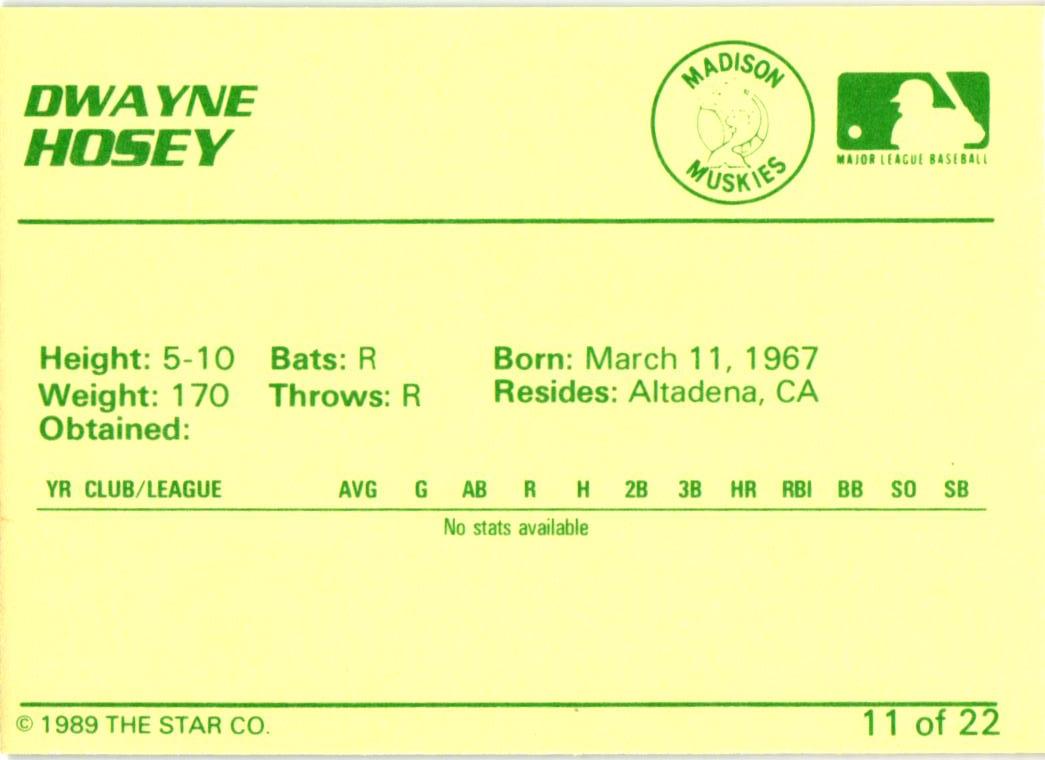 DWAYNE
HOSEY
MADISON
MUSKIES
MAJOR LEAGUE BASEBALL
Height: 5-10 Bats: R Born: March 11, 1967
Weight: 170 Throws: R Resides: Altadena, CA
Obtained:
YR CLUB/LEAGUE AVG G AB R H 2B 3B HR RBI BB SO SB
No stats available
© 1989 THE STAR CO. 11 of 22